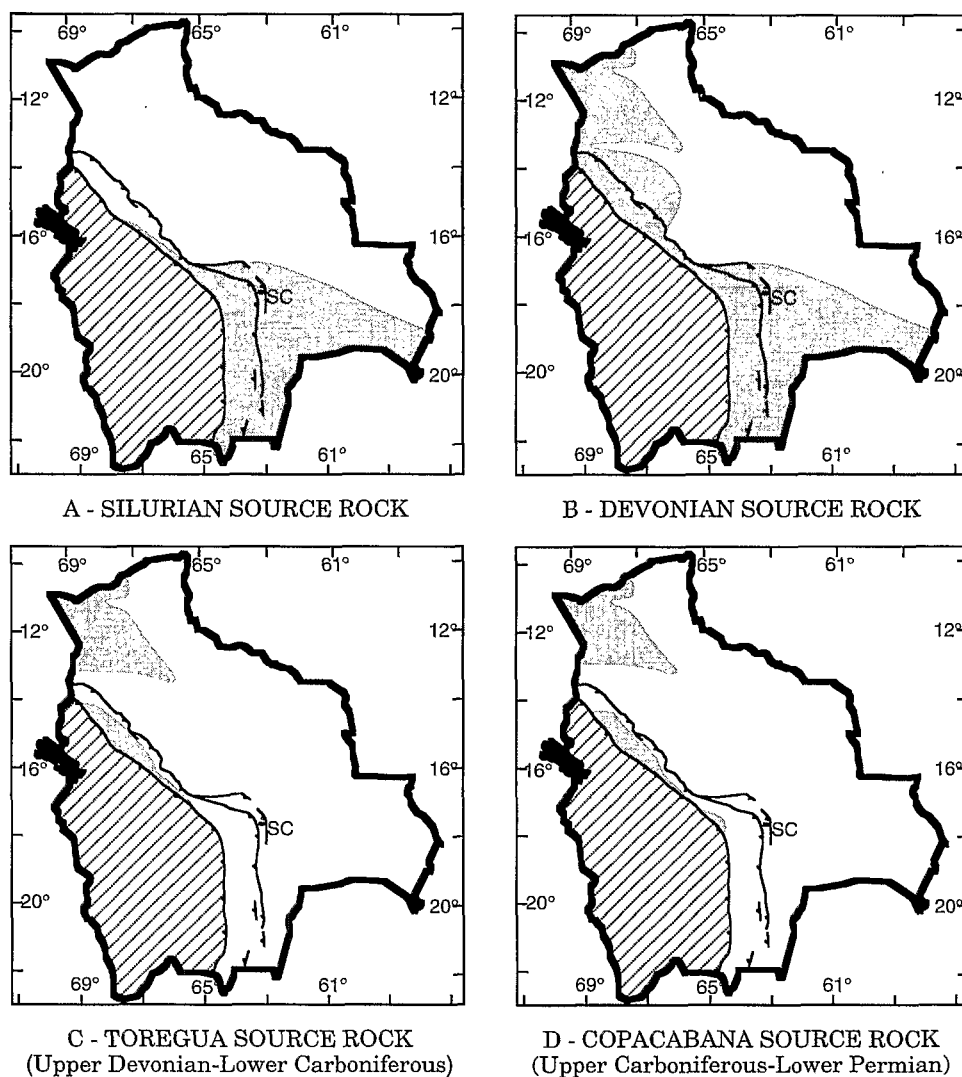 69° 65° 61°
12° 12°
16° 16°
SC
20° 20°
69° 65° 61°
A - SILURIAN SOURCE ROCK
69° 65° 61°
12° 12°
16° 16°
SC
20° 20°
69° 65° 61°
B - DEVONIAN SOURCE ROCK
69° 65° 61°
12° 12°
16° 16°
SC
20° 20°
69° 65° 61°
C - TOREGUA SOURCE ROCK
(Upper Devonian-Lower Carboniferous)
69° 65° 61°
12° 12°
16° 16°
SC
20° 20°
69° 65° 61°
D - COPACABANA SOURCE ROCK
(Upper Carboniferous-Lower Permian)